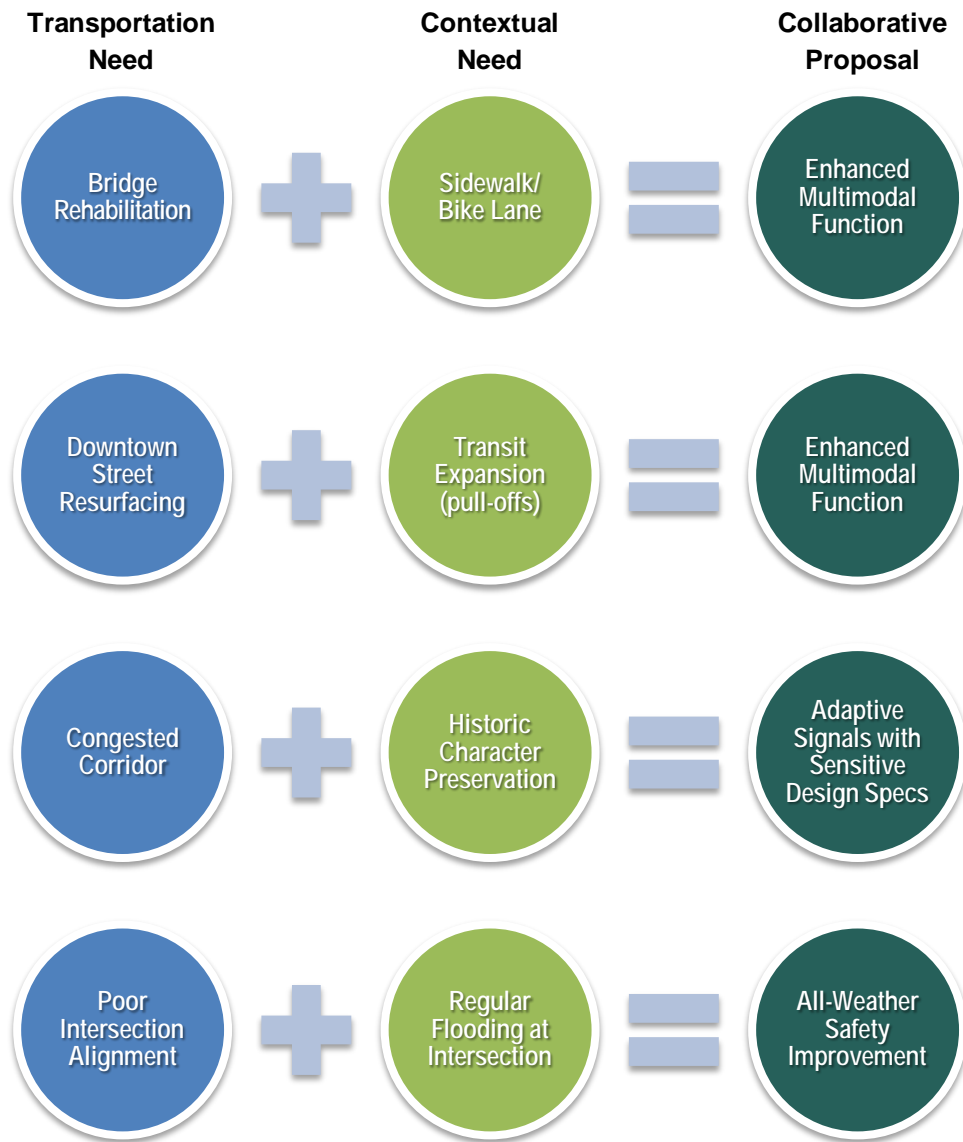 Transportation
Need
Contextual
Need
Collaborative
Proposal
Bridge
Rehabilitation
Sidewalk/
Bike Lane
Enhanced
Multimodal
Function
Downtown
Street
Resurfacing
Transit
Expansion
(pull-offs)
Enhanced
Multimodal
Function
Congested
Corridor
Historic
Character
Preservation
Adaptive
Signals with
Sensitive
Design Specs
Poor
Intersection
Alignment
Regular
Flooding at
Intersection
All-Weather
Safety
Improvement